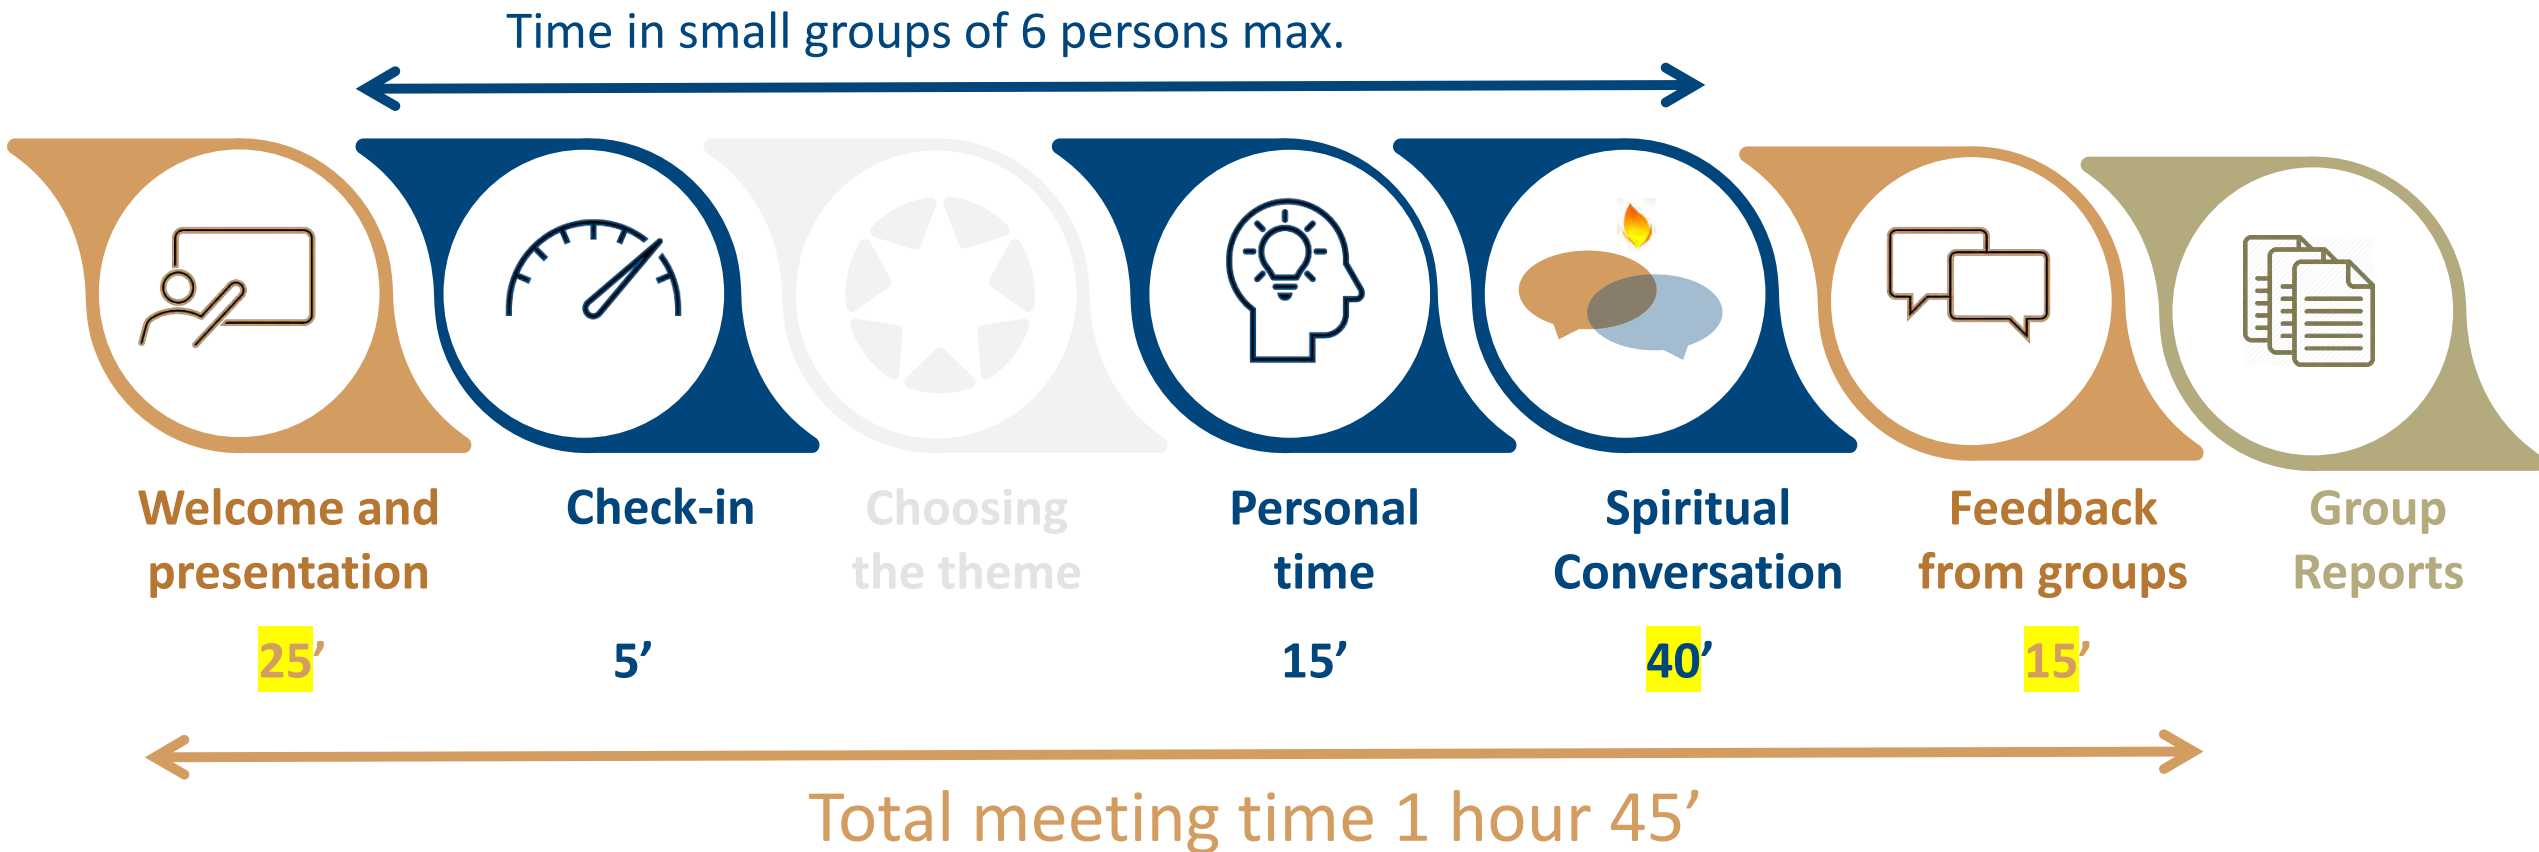 Time in small groups of 6 persons max.
Welcome and
presentation
25’
Check-in
5’
Choosing
the theme
Personal
time
15’
Spiritual
Conversation
40’
Feedback
from groups
15’
Group
Reports
Total meeting time 1 hour 45’